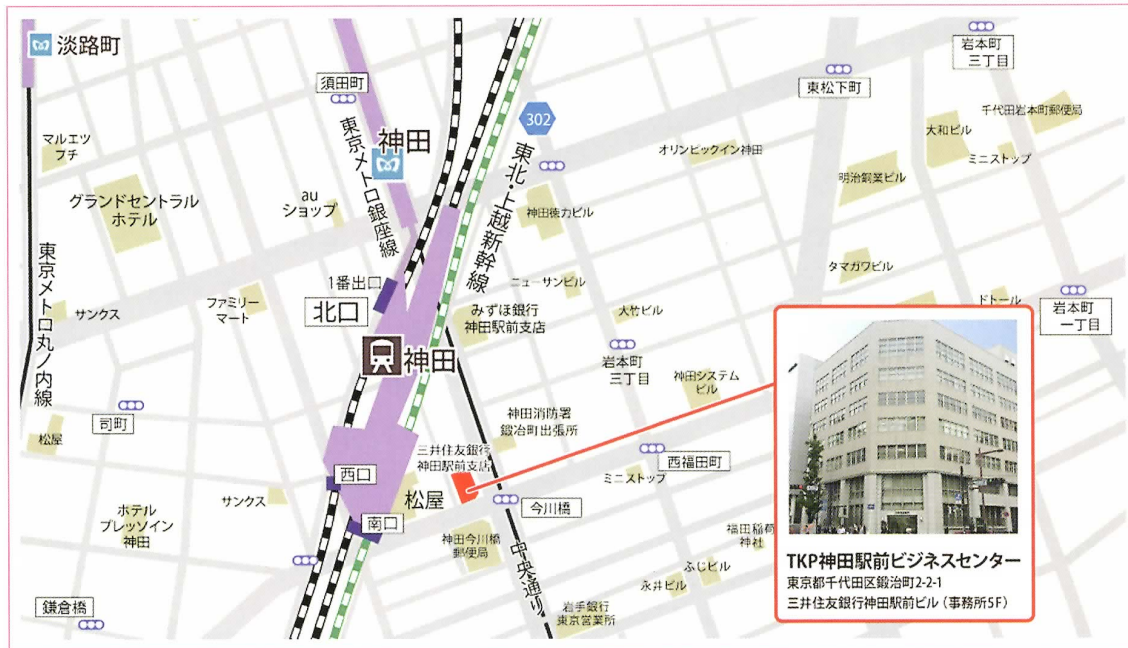 淡路町
須田町
岩本町
三丁目
東松下町
千代田岩本町郵便局
大和ビル
ミニストップ
302
マルエツ
プチ
神田
東京メトロ銀座線
東北・上越新幹線
オリンピックイン神田
明治銅業ビル
グランドセントラル
ホテル
au
ショップ
神田徳力ビル
東京メトロ丸ノ内線
1番出口
北口
ニューサンビル
タマガワビル
サンクス
ファミリー
マート
みずほ銀行
神田駅前支店
大竹ビル
ドトール
岩本町
一丁目
神田
岩本町
三丁目
神田システム
ビル
司町
松屋
神田消防署
鍛冶町出張所
三井住友銀行
神田駅前支店
西福田町
西口
サンクス
松屋
ミニストップ
今川橋
ホテル
ブレッソイン
神田
南口
神田今川橋
郵便局
中央通り
福田稲荷
神社
ふじビル
永井ビル
鎌倉橋
岩手銀行
東京営業所
TKP神田駅前ビジネスセンター
東京都千代田区鍛冶町2-2-1
三井住友銀行神田駅前ビル（事務所5F）